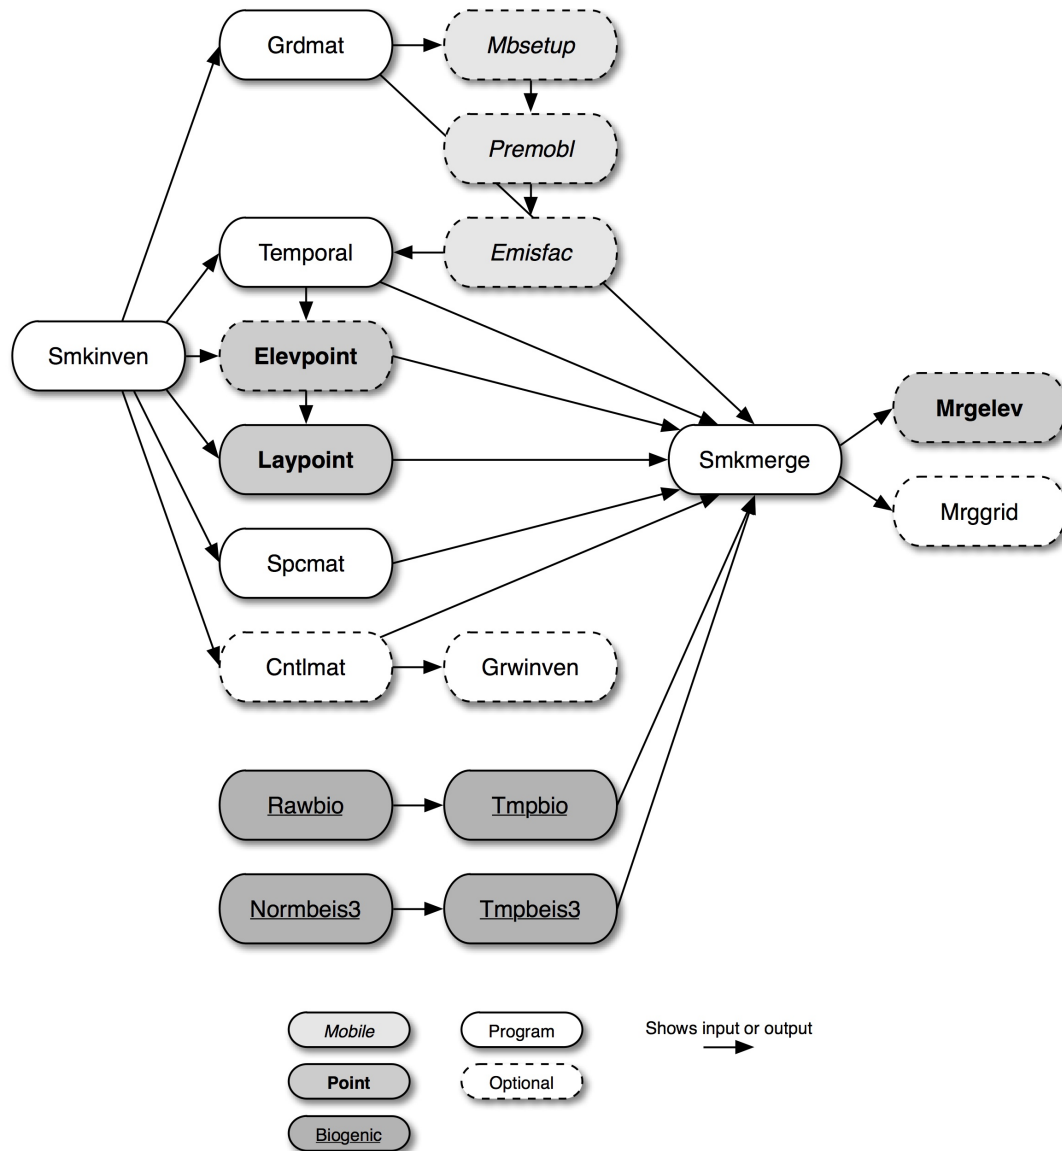 Grdmat
Mbsetup
Premobl
Temporal
Emisfac
Smkinven
Elevpoint
Mrgelev
Laypoint
Smkmerge
Mrggrid
Spcmat
Cntlmat
Grwinven
Rawbio
Tmpbio
Normbeis3
Tmpbeis3
Mobile
Program
Shows input or output
Point
Optional
Biogenic